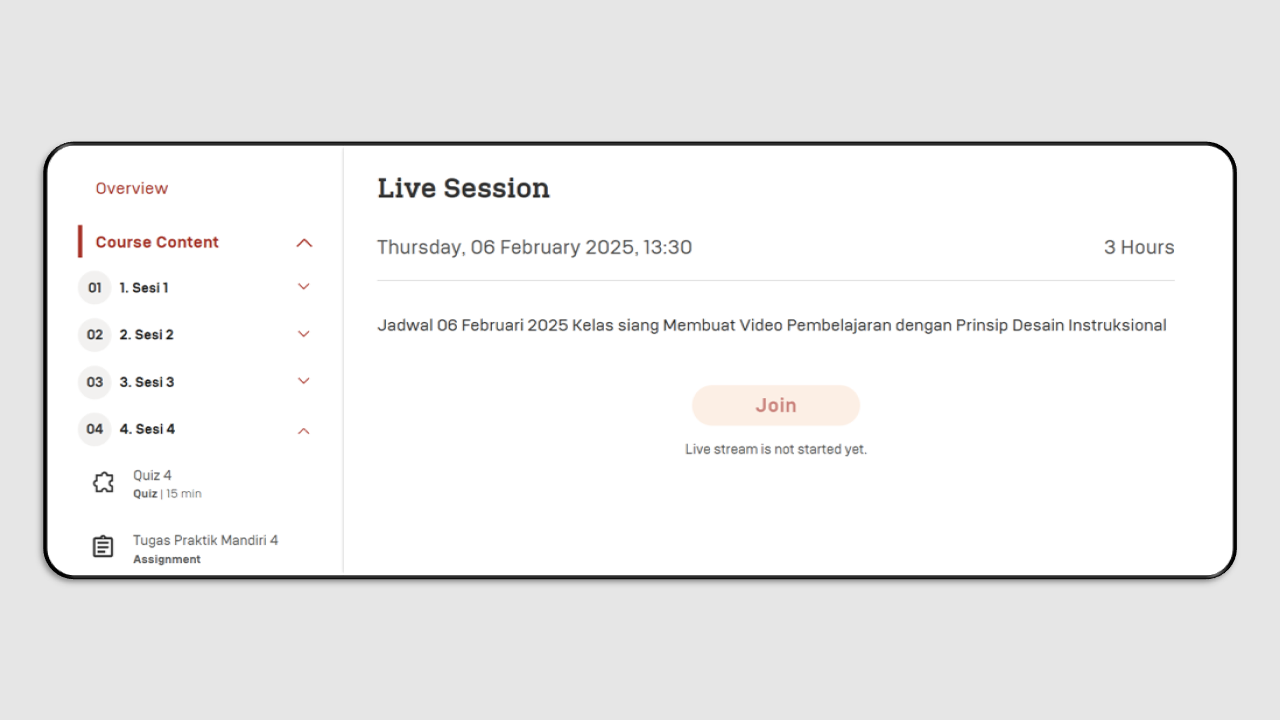 Overview
Course Content
01 1. Sesi 1
02 2. Sesi 2
03 3. Sesi 3
04 4. Sesi 4
Quiz 4
Quiz | 15 min
Tugas Praktik Mandiri 4
Assignment
Live Session
Thursday, 06 February 2025, 13:30 3 Hours
Jadwal 06 Februari 2025 Kelas siang Membuat Video Pembelajaran dengan Prinsip Desain Instruksional
Join
Live stream is not started yet.